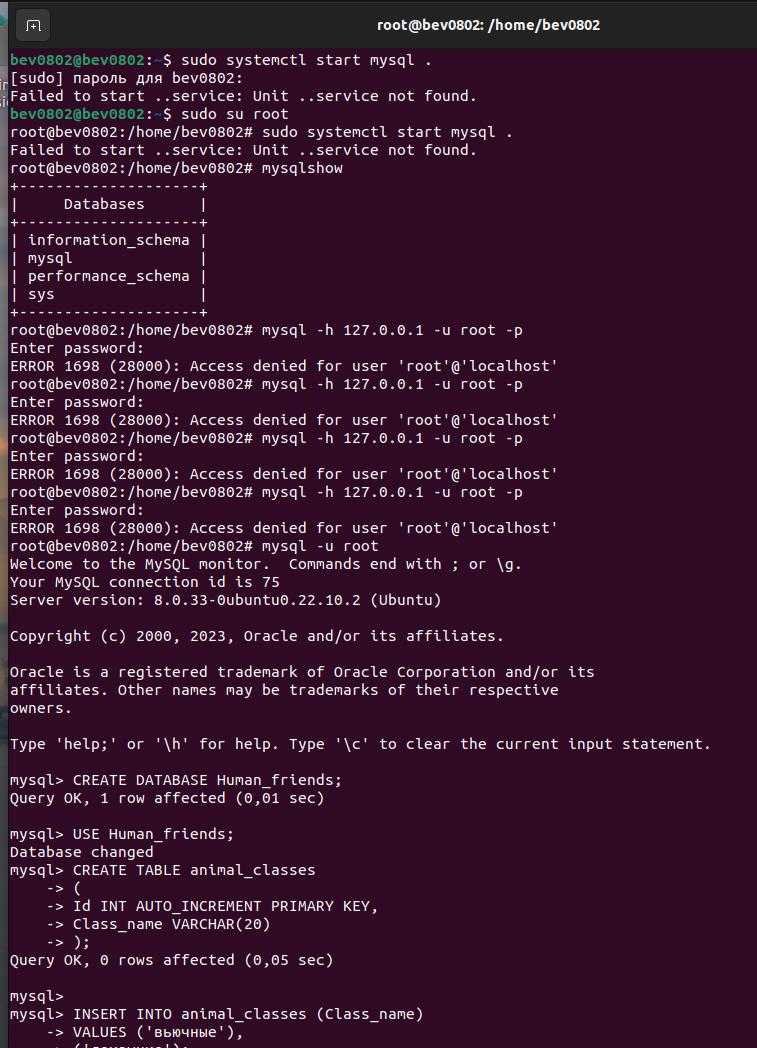 root@bev0802: /home/bev0802
bev0802@bev0802:~$ sudo systemctl start mysql .
[sudo] пароль для bev0802:
Failed to start ..service: Unit ..service not found.
bev0802@bev0802:~$ sudo su root
root@bev0802:/home/bev0802# sudo systemctl start mysql .
Failed to start ..service: Unit ..service not found.
root@bev0802:/home/bev0802# mysqlshow
+--------------------+
|     Databases      |
+--------------------+
| information_schema |
| mysql              |
| performance_schema |
| sys                |
+--------------------+
root@bev0802:/home/bev0802# mysql -h 127.0.0.1 -u root -p
Enter password:
ERROR 1698 (28000): Access denied for user 'root'@'localhost'
root@bev0802:/home/bev0802# mysql -h 127.0.0.1 -u root -p
Enter password:
ERROR 1698 (28000): Access denied for user 'root'@'localhost'
root@bev0802:/home/bev0802# mysql -h 127.0.0.1 -u root -p
Enter password:
ERROR 1698 (28000): Access denied for user 'root'@'localhost'
root@bev0802:/home/bev0802# mysql -h 127.0.0.1 -u root -p
Enter password:
ERROR 1698 (28000): Access denied for user 'root'@'localhost'
root@bev0802:/home/bev0802# mysql -u root
Welcome to the MySQL monitor.  Commands end with ; or \g.
Your MySQL connection id is 75
Server version: 8.0.33-0ubuntu0.22.10.2 (Ubuntu)
Copyright (c) 2000, 2023, Oracle and/or its affiliates.
Oracle is a registered trademark of Oracle Corporation and/or its
affiliates. Other names may be trademarks of their respective
owners.
Type 'help;' or '\h' for help. Type '\c' to clear the current input statement.
mysql> CREATE DATABASE Human_friends;
Query OK, 1 row affected (0,01 sec)
mysql> USE Human_friends;
Database changed
mysql> CREATE TABLE animal_classes
    -> (
    -> Id INT AUTO_INCREMENT PRIMARY KEY,
    -> Class_name VARCHAR(20)
    -> );
Query OK, 0 rows affected (0,05 sec)
mysql>
mysql> INSERT INTO animal_classes (Class_name)
    -> VALUES ('вьючные'),